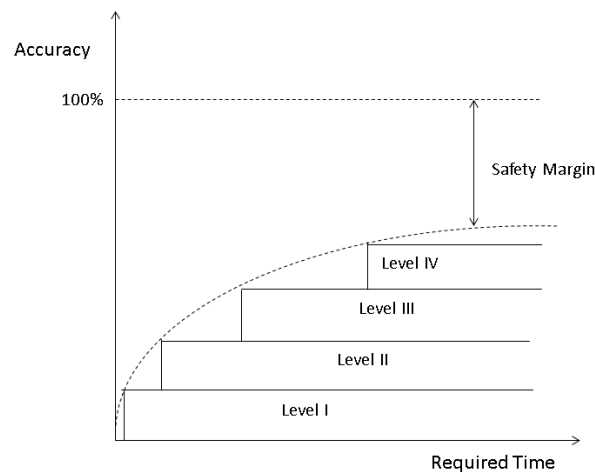 Accuracy
100%
Safety Margin
Level IV
Level III
Level II
Level I
Required Time